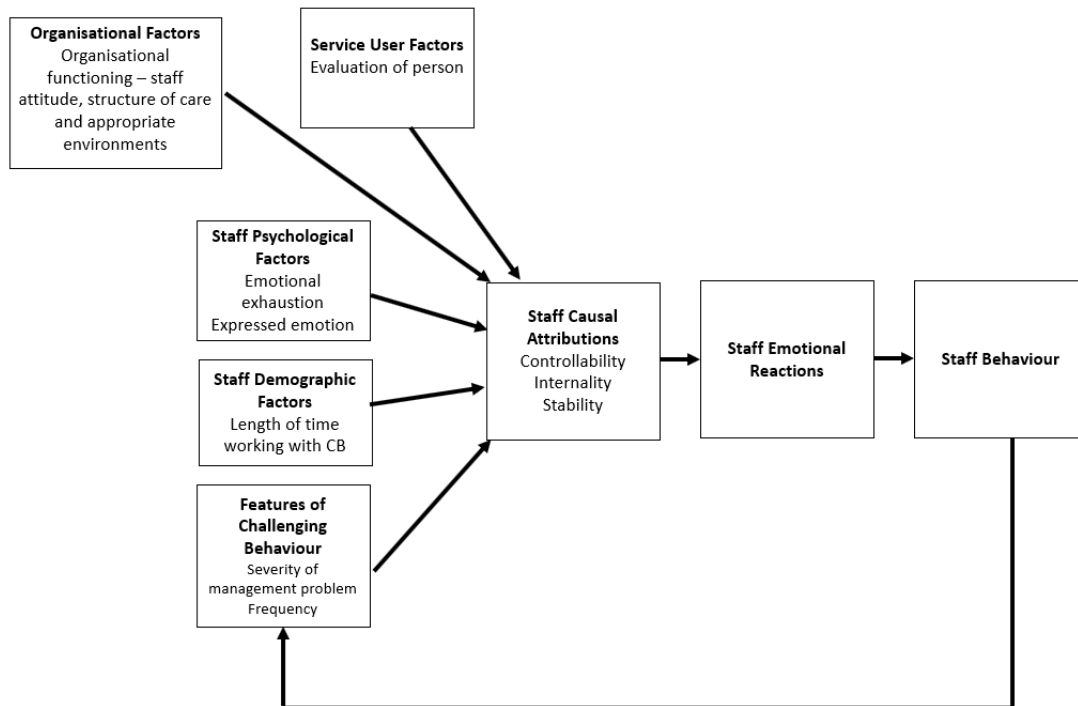 Organisational Factors
Organisational
functioning – staff
attitude, structure of care
and appropriate
environments
Service User Factors
Evaluation of person
Staff Psychological
Factors
Emotional
exhaustion
Expressed emotion
Staff Demographic
Factors
Length of time
working with CB
Features of
Challenging
Behaviour
Severity of
management problem
Frequency
Staff Causal
Attributions
Controllability
Internality
Stability
Staff Emotional
Reactions
Staff Behaviour